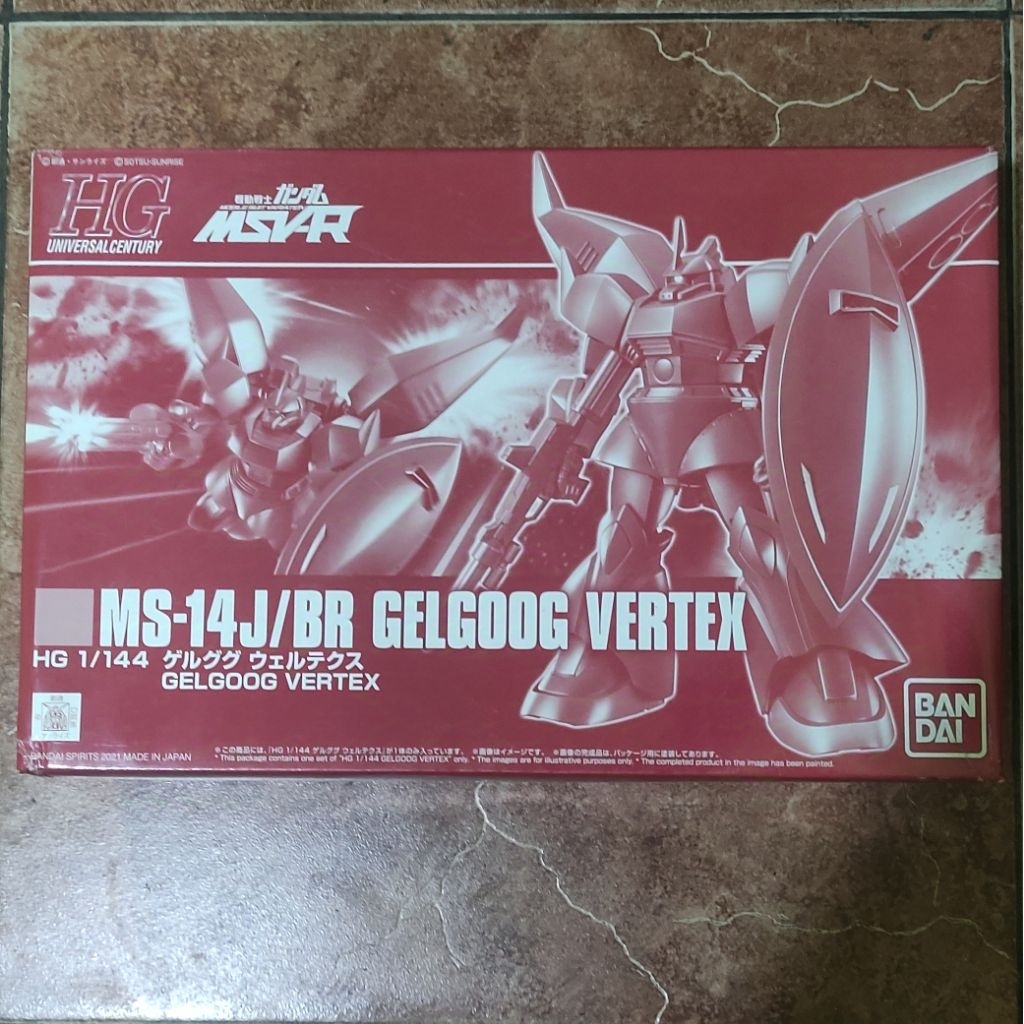 ©創通・サンライズ ©SOTSU・SUNRISE
HG
UNIVERSAL CENTURY
機動戦士ガンダム
MOBILE SUIT VARIATION
MSV-R
MS-14J/BR GELGOOG VERTEX
HG 1/144 ゲルググ ウェルテクス
GELGOOG VERTEX
BANDAI SPIRITS 2021 MADE IN JAPAN
*この商品には、「HG 1/144 ゲルググ ウェルテクス」が1体のみ入っています。 *画像はイメージです。 *画像の完成品は、パッケージ用に塗装してあります。
* This package contains one set of "HG 1/144 GELGOOG VERTEX" only. * The images are for illustrative purposes only. * The completed product in the image has been painted.
BAN
DAI